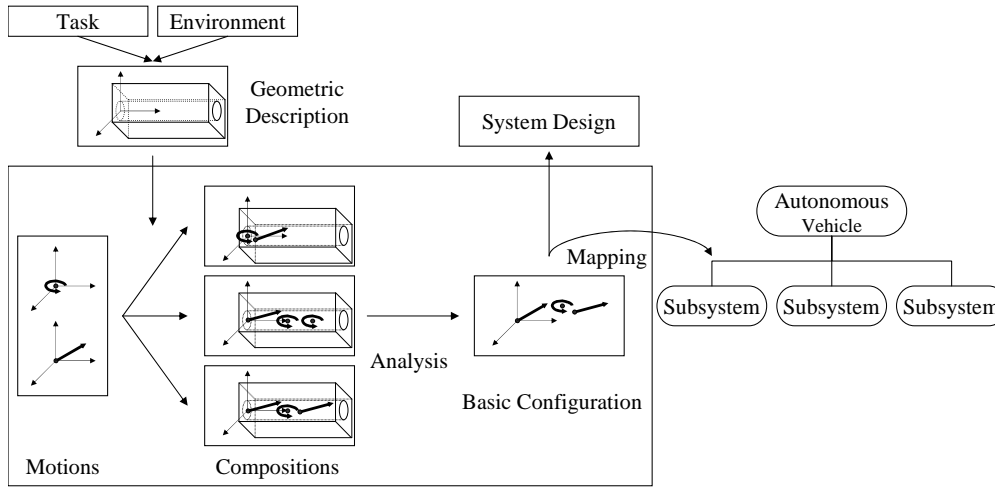 Task
Environment
Geometric
Description
System Design
Autonomous
Vehicle
Mapping
Subsystem
Subsystem
Subsystem
Analysis
Basic Configuration
Motions
Compositions